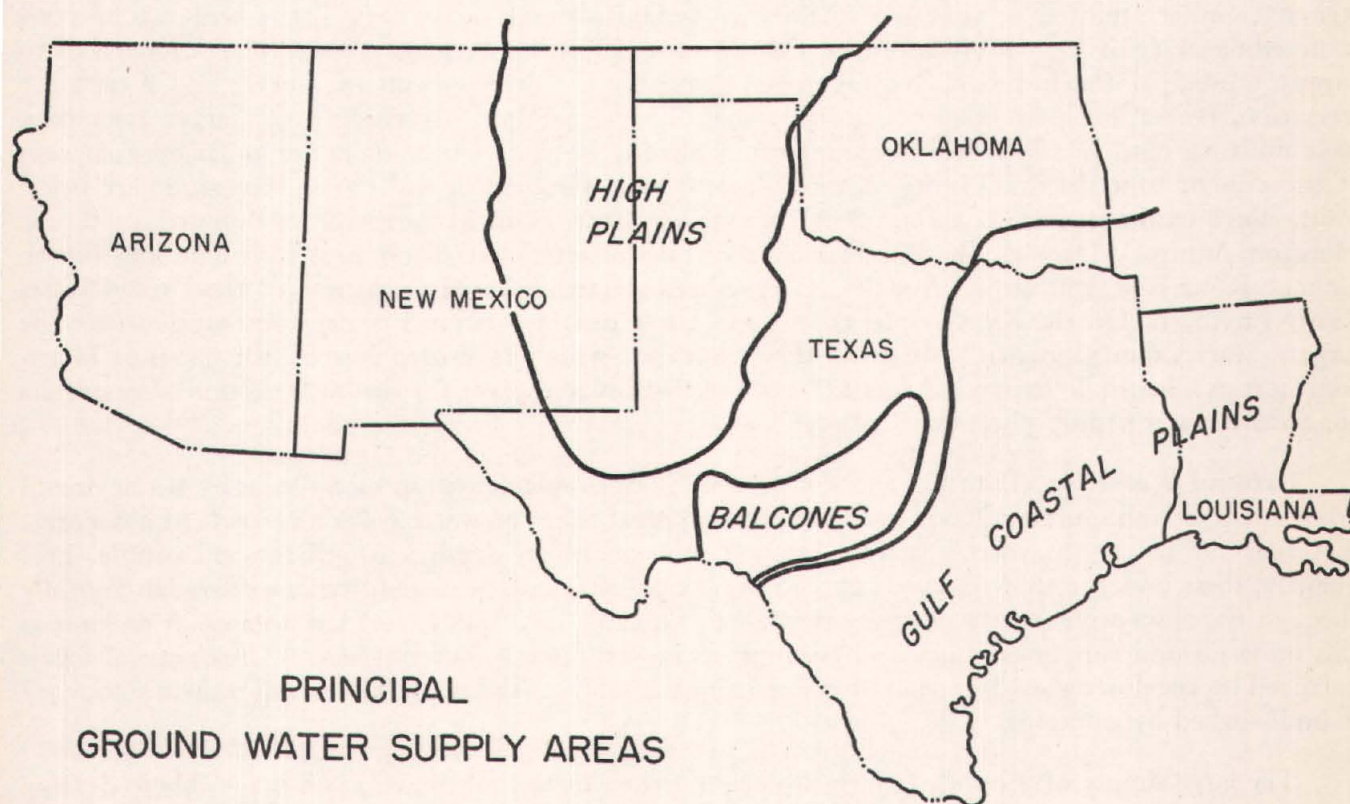 OKLAHOMA
HIGH
PLAINS
ARIZONA
NEW MEXICO
TEXAS
PLAINS
COASTAL
GULF
LOUISIANA
BALCONES
PRINCIPAL
GROUND WATER SUPPLY AREAS